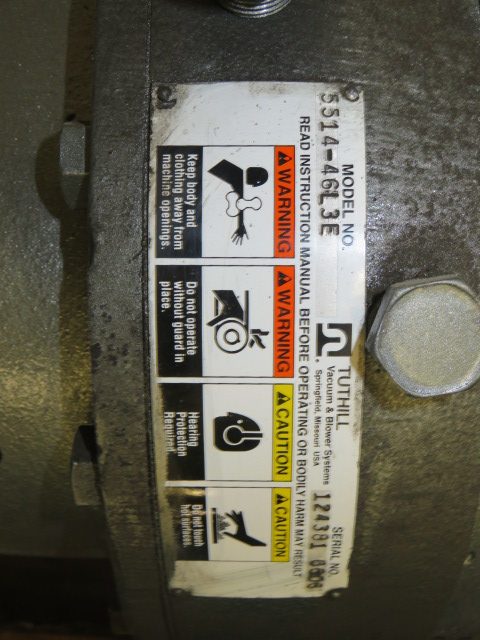 MODEL NO.
5514-46L3E
TUTHILL
Vacuum & Blower Systems
Springfield, Missouri USA
SERIAL NO.
READ INSTRUCTION MANUAL BEFORE OPERATING OR BODILY HARM MAY RESULT
WARNING
Keep body and
clothing away from
machine openings.
WARNING
Do not operate
without guard in
place.
CAUTION
Hearing
Protection
Required.
CAUTION
Do not touch
hot surfaces.